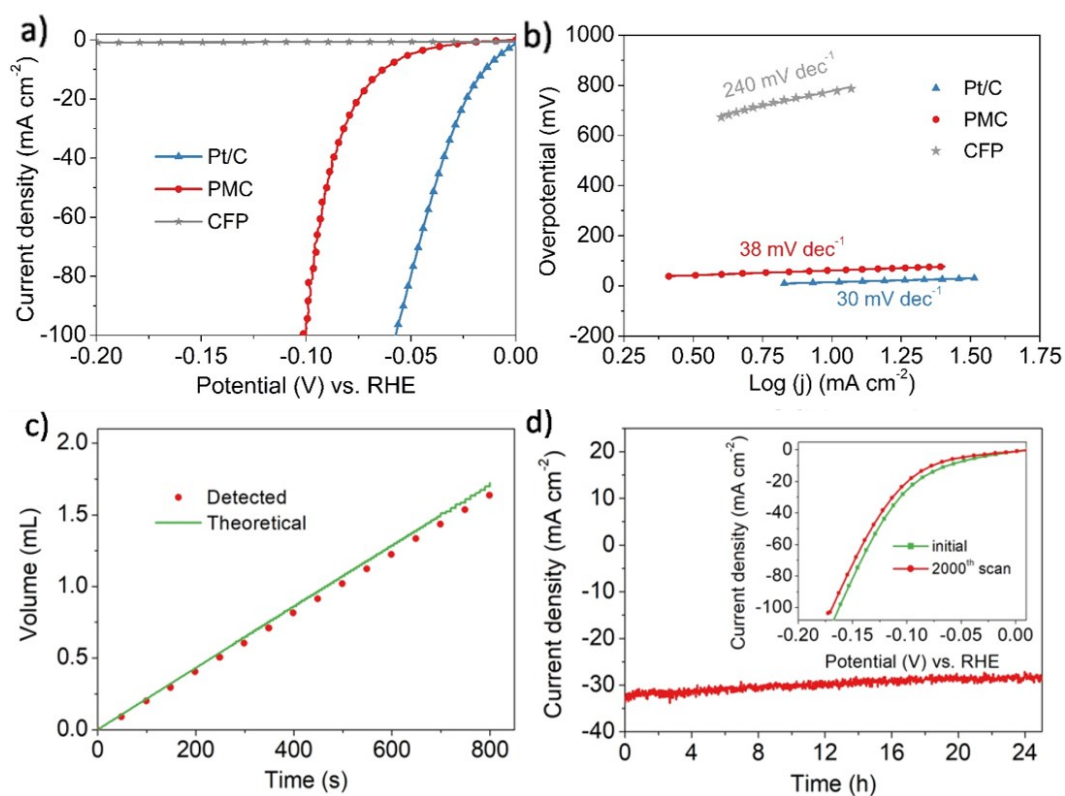 a)
0
-20
-40
-60
-80
-100
Current density (mA cm-2)
Pt/C
PMC
CFP
-0.20
-0.15
-0.10
-0.05
0.00
Potential (V) vs. RHE
b)
1000
800
600
400
200
0
-200
Overpotential (mV)
240 mV dec-1
Pt/C
PMC
CFP
38 mV dec-1
30 mV dec-1
0.25
0.50
0.75
1.00
1.25
1.50
1.75
Log (j) (mA cm-2)
c)
2.0
1.5
1.0
0.5
0.0
Volume (mL)
Detected
Theoretical
0
200
400
600
800
Time (s)
d)
20
10
0
-10
-20
-30
-40
Current density (mA cm-2)
0
-20
-40
-60
-80
-100
Current density (mA cm-2)
initial
2000th scan
-0.20
-0.15
-0.10
-0.05
0.00
Potential (V) vs. RHE
0
4
8
12
16
20
24
Time (h)